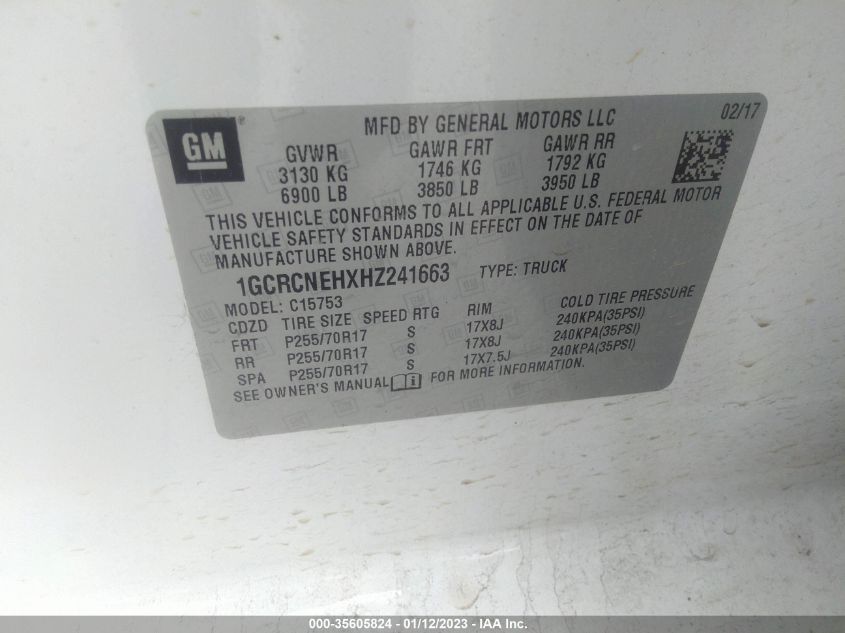 GM
MFD BY GENERAL MOTORS LLC
02/17
GVWR GAWR FRT GAWR RR
3130 KG 1746 KG 1792 KG
6900 LB 3850 LB 3950 LB
THIS VEHICLE CONFORMS TO ALL APPLICABLE U.S. FEDERAL MOTOR
VEHICLE SAFETY STANDARDS IN EFFECT ON THE DATE OF
MANUFACTURE SHOWN ABOVE.
1GCRCNEHXHZ241663 TYPE: TRUCK
MODEL: C15753
CDZD TIRE SIZE SPEED RTG RIM COLD TIRE PRESSURE
FRT P255/70R17 S 17X8J 240KPA(35PSI)
RR P255/70R17 S 17X8J 240KPA(35PSI)
SPA P255/70R17 S 17X7.5J 240KPA(35PSI)
SEE OWNER'S MANUAL i FOR MORE INFORMATION.
000-35605824 - 01/12/2023 - IAA Inc.